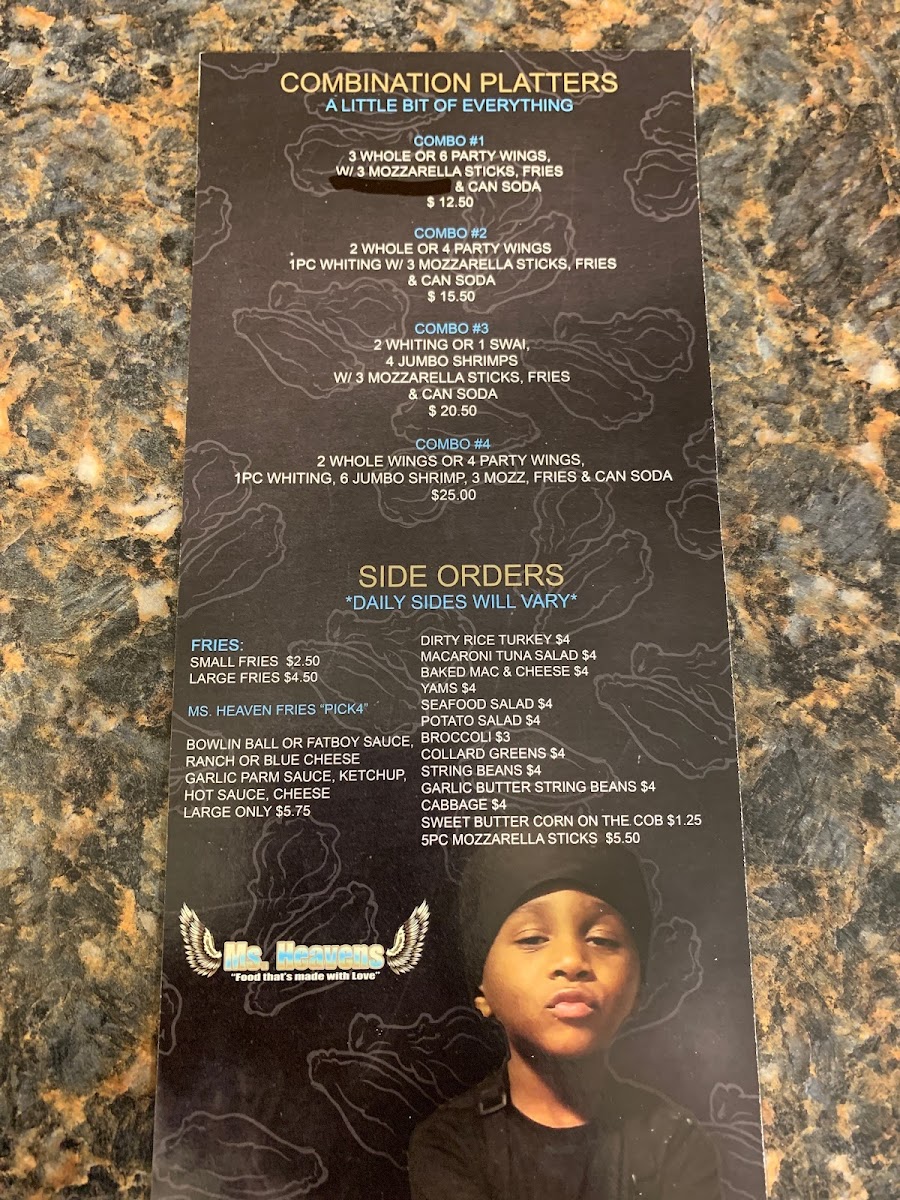 COMBINATION PLATTERS
A LITTLE BIT OF EVERYTHING
COMBO #1
3 WHOLE OR 6 PARTY WINGS,
W/ 3 MOZZARELLA STICKS, FRIES
& CAN SODA
$ 12.50
COMBO #2
2 WHOLE OR 4 PARTY WINGS
1PC WHITING W/ 3 MOZZARELLA STICKS, FRIES
& CAN SODA
$ 15.50
COMBO #3
2 WHITING OR 1 SWAI,
4 JUMBO SHRIMPS
W/ 3 MOZZARELLA STICKS, FRIES
& CAN SODA
$ 20.50
COMBO #4
2 WHOLE WINGS OR 4 PARTY WINGS,
1PC WHITING, 6 JUMBO SHRIMP, 3 MOZZ, FRIES & CAN SODA
$25.00
SIDE ORDERS
*DAILY SIDES WILL VARY*
FRIES:
SMALL FRIES $2.50
LARGE FRIES $4.50
MS. HEAVEN FRIES "PICK4"
BOWLIN BALL OR FATBOY SAUCE,
RANCH OR BLUE CHEESE
GARLIC PARM SAUCE, KETCHUP,
HOT SAUCE, CHEESE
LARGE ONLY $5.75
DIRTY RICE TURKEY $4
MACARONI TUNA SALAD $4
BAKED MAC & CHEESE $4
YAMS $4
SEAFOOD SALAD $4
POTATO SALAD $4
BROCCOLI $3
COLLARD GREENS $4
STRING BEANS $4
GARLIC BUTTER STRING BEANS $4
CABBAGE $4
SWEET BUTTER CORN ON THE COB $1.25
5PC MOZZARELLA STICKS $5.50
Ms. Heavens
"Food that's made with Love"